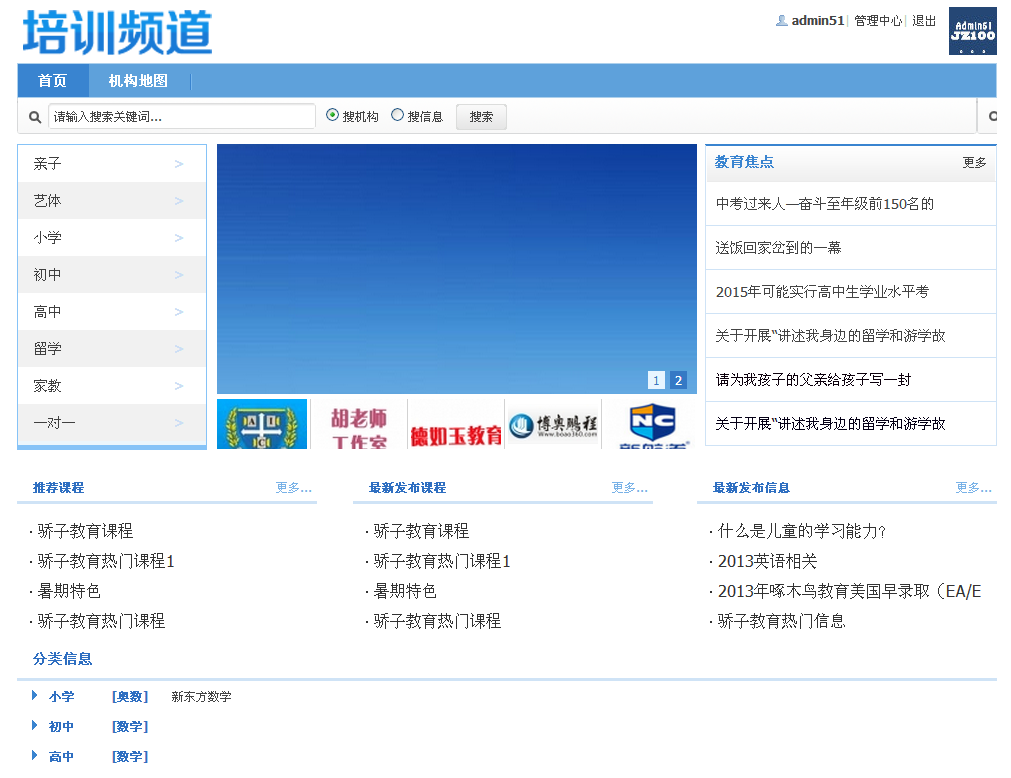 培训频道
admin51| 管理中心| 退出
Admin51
JZ100
首页 机构地图
请输入搜索关键词... 搜机构 搜信息 搜索
亲子 >
艺体 >
小学 >
初中 >
高中 >
留学 >
家教 >
一对一 >
1 2
胡老师
工作室
德如玉教育
博奥鹏程
www.boao360.com
NC
新航道
教育焦点 更多
中考过来人—奋斗至年级前150名的
送饭回家岔到的一幕
2015年可能实行高中生学业水平考
关于开展“讲述我身边的留学和游学故
请为我孩子的父亲给孩子写一封
关于开展“讲述我身边的留学和游学故
推荐课程 更多...
· 骄子教育课程
· 骄子教育热门课程1
· 暑期特色
· 骄子教育热门课程
最新发布课程 更多...
· 骄子教育课程
· 骄子教育热门课程1
· 暑期特色
· 骄子教育热门课程
最新发布信息 更多...
· 什么是儿童的学习能力?
· 2013英语相关
· 2013年啄木鸟教育美国早录取（EA/E
· 骄子教育热门信息
分类信息
小学 [奥数] 新东方数学
初中 [数学]
高中 [数学]